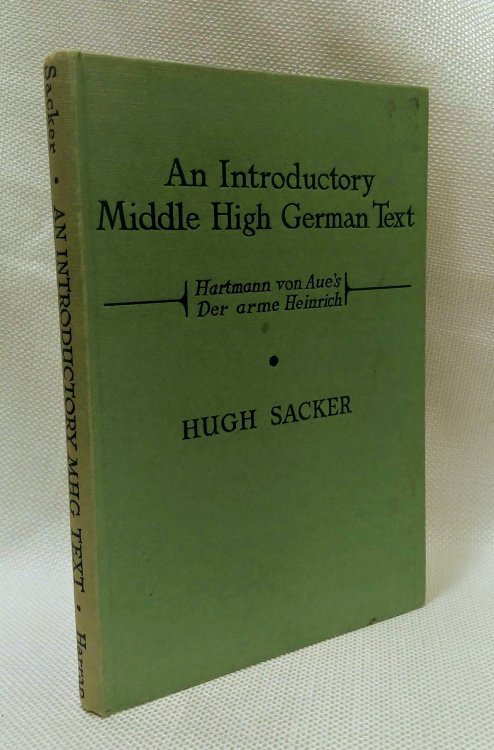 An Introductory
Middle High German Text
Hartmann von Aue's
Der arme Heinrich
HUGH SACKER
Sacker • AN INTRODUCTORY MHG TEXT • Harrap